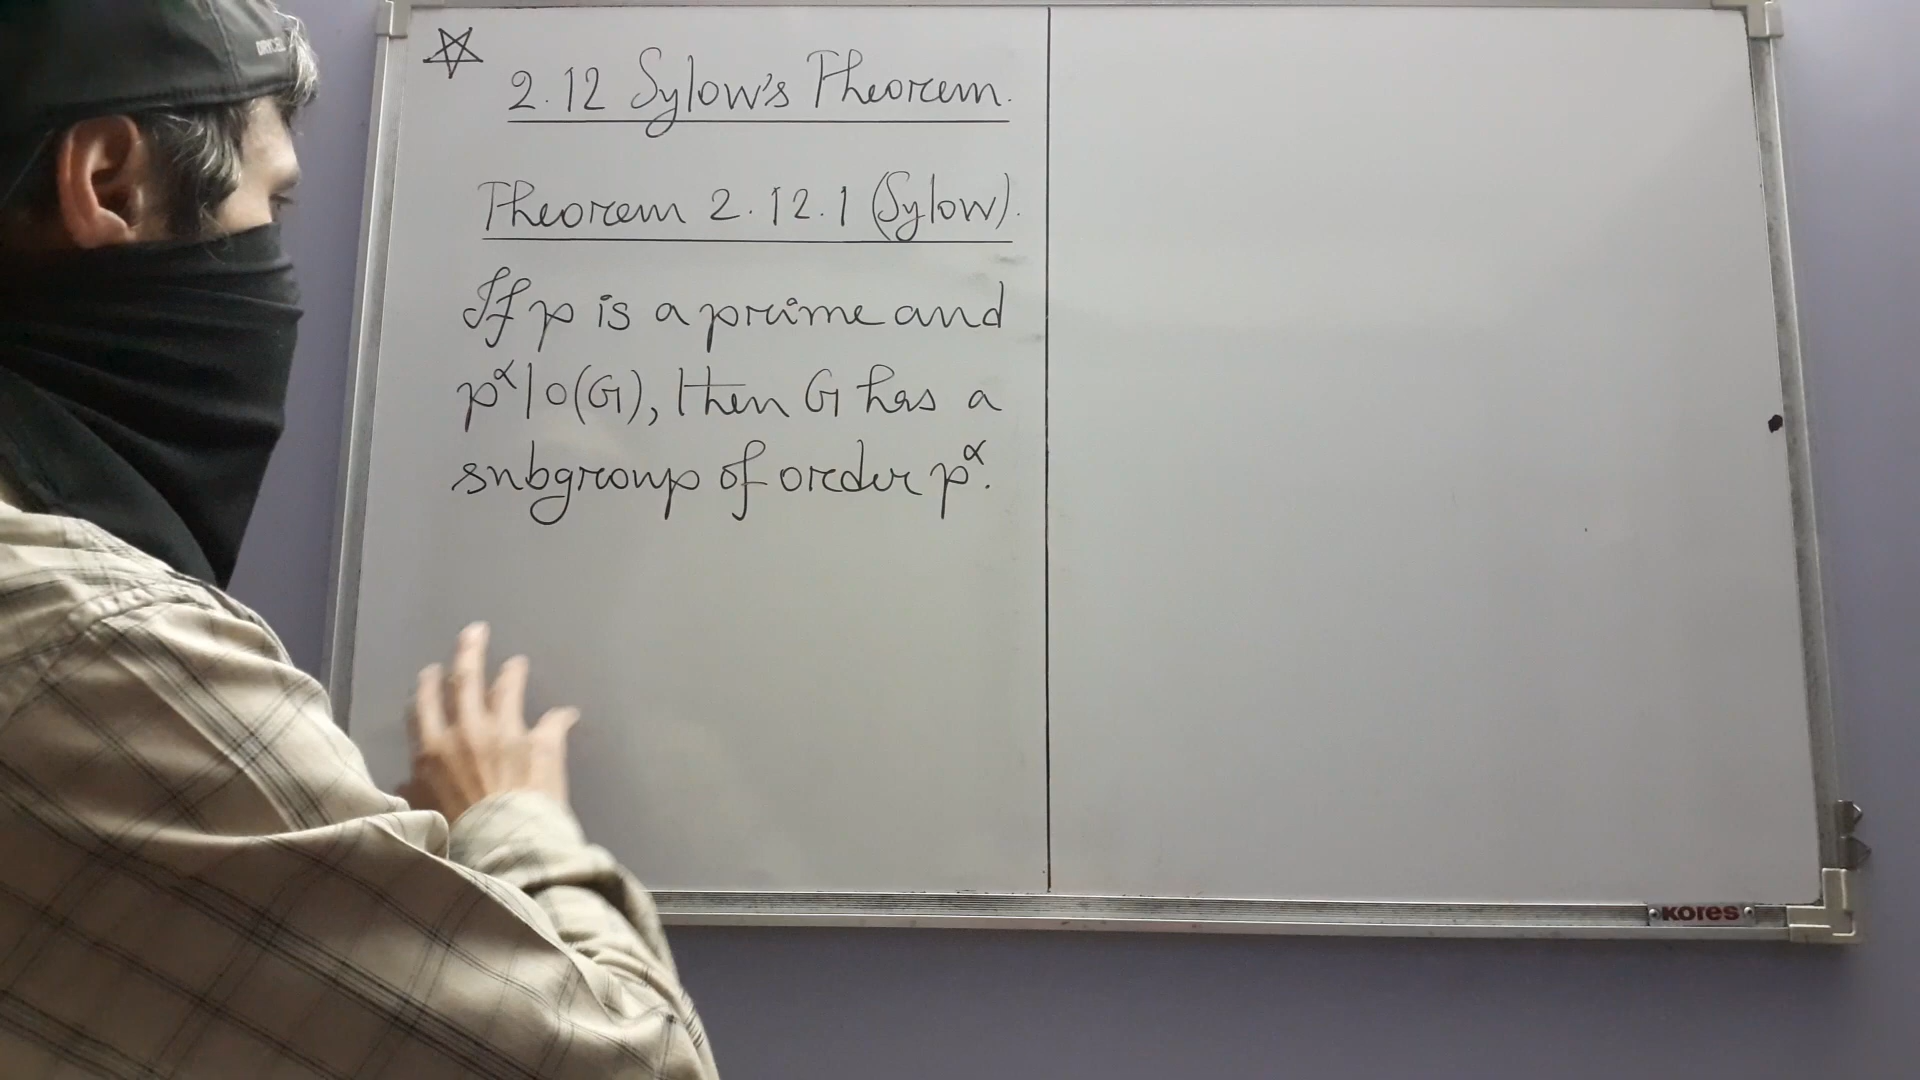 DRYCELL
2.12 Sylow's Theorem.
Theorem 2.12.1 (Sylow).
If p is a prime and
p^α | o(G), then G has a
subgroup of order p^α.
KORES